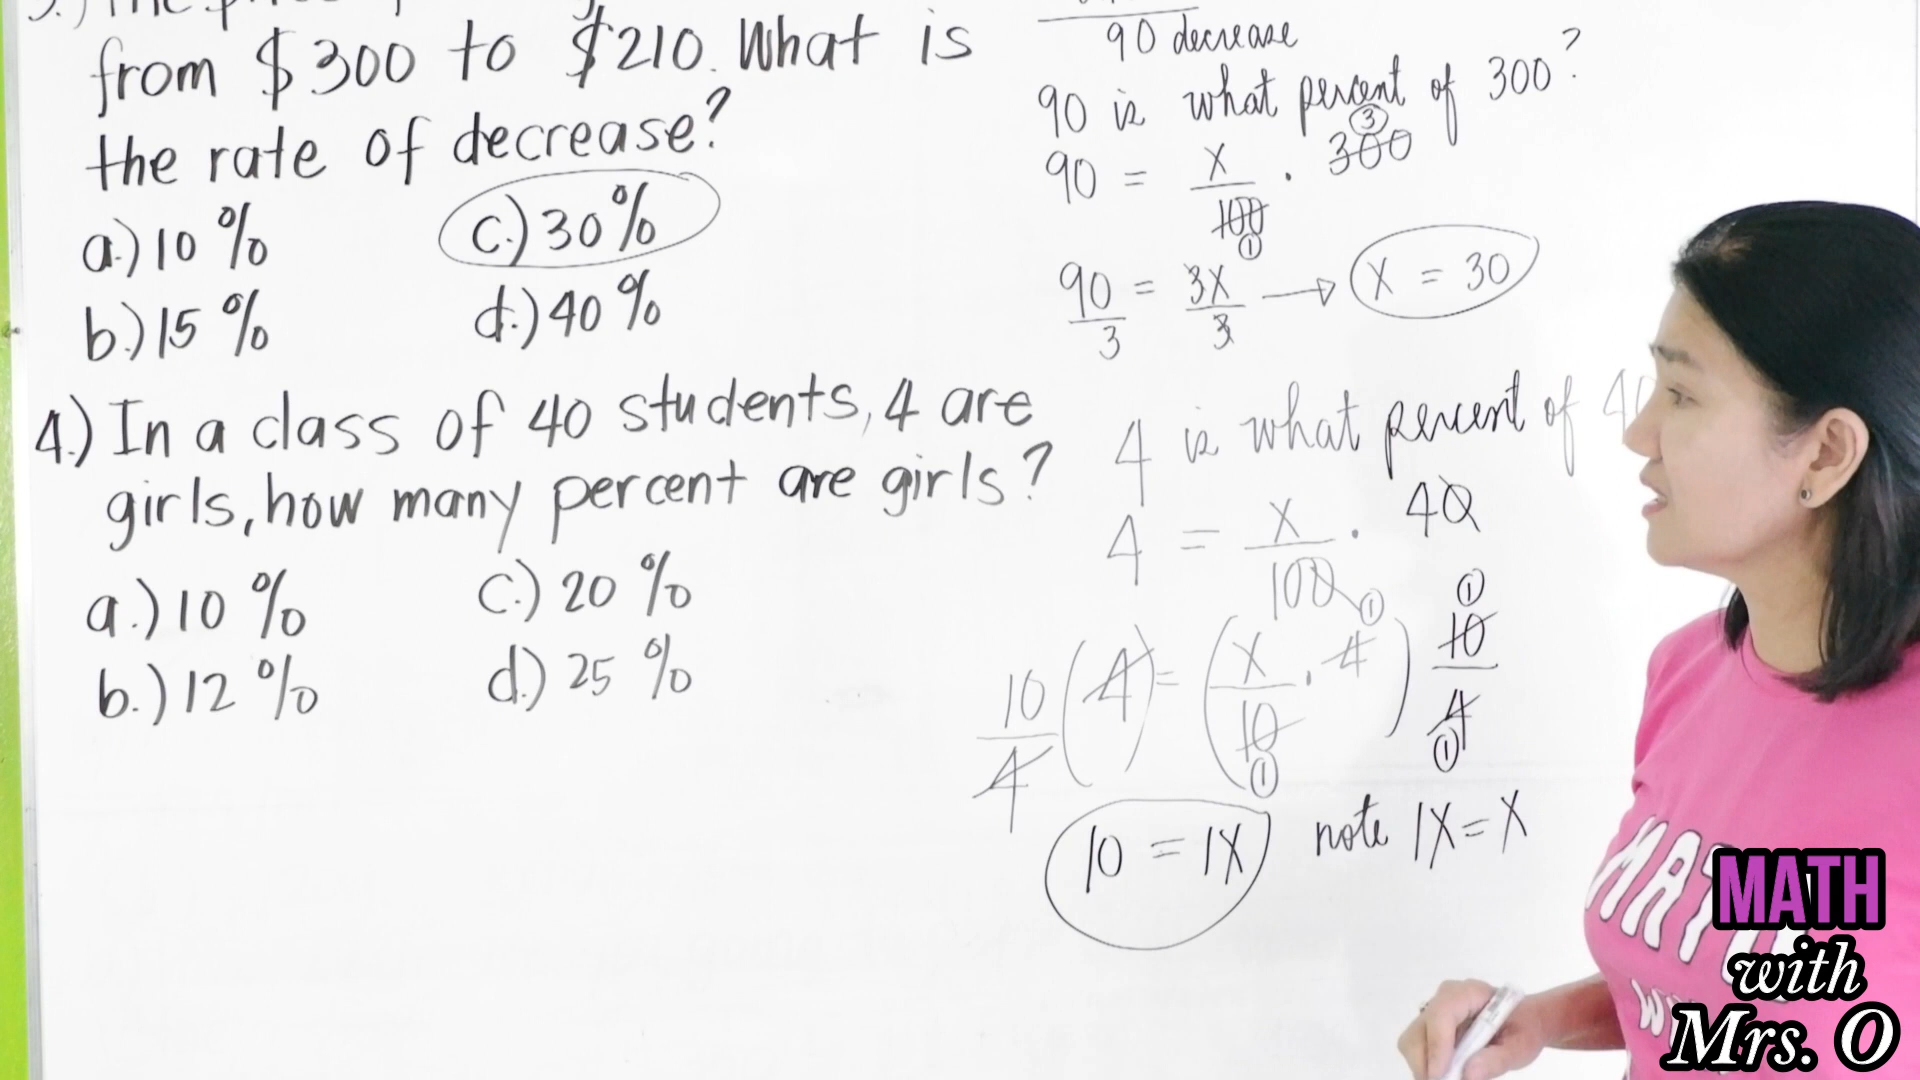 3.) The
from $300 to $210. What is
the rate of decrease?
a.) 10 %
b.) 15 %
c.) 30 %
d.) 40 %
4.) In a class of 40 students, 4 are
girls, how many percent are girls?
a.) 10 %
b.) 12 %
c.) 20 %
d.) 25 %
90 decrease
90 is what percent of 300?
90 = x/100 · 300
3
1
90/3 = 3x/3 → x = 30
4 is what percent of 40
4 = x/100 · 40
1
10/4 (4) = (x/10 · 4) 10/4
1
1
1
10 = 1x note 1x = x
MATH
with
Mrs. O